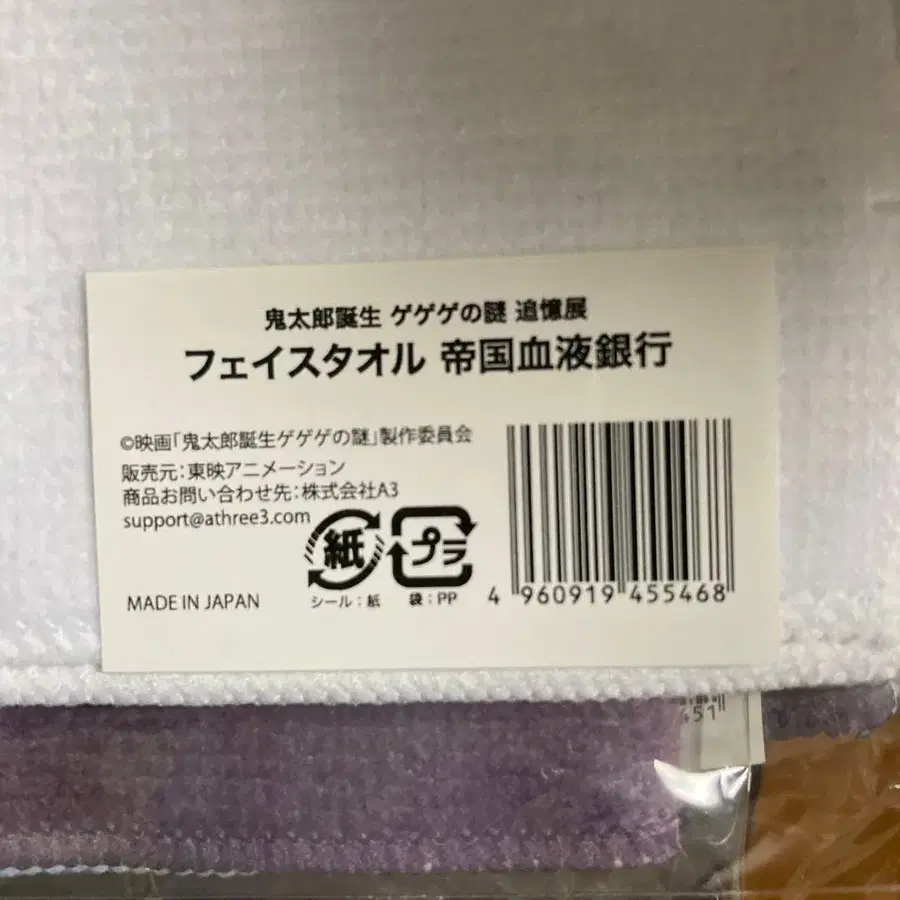 鬼太郎誕生 ゲゲゲの謎 追憶展
フェイスタオル 帝国血液銀行
©映画「鬼太郎誕生ゲゲゲの謎」製作委員会
販売元：東映アニメーション
商品お問い合わせ先：株式会社A3
support@athree3.com
紙
プラ
MADE IN JAPAN
シール：紙
袋：PP
4 960919 455468